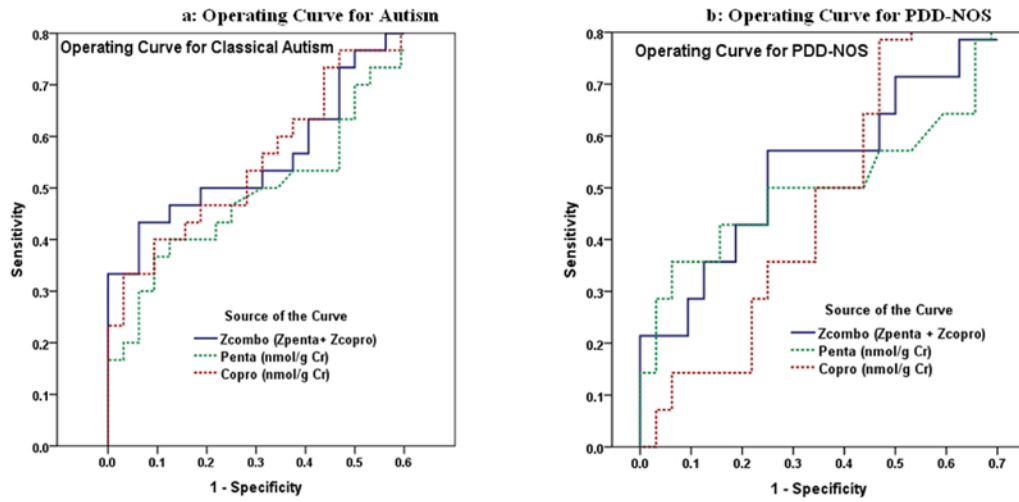 a: Operating Curve for Autism
Operating Curve for Classical Autism
0.8
0.7
0.6
0.5
0.4
0.3
0.2
0.1
0.0
Sensitivity
Source of the Curve
Zcombo (Zpenta+ Zcopro)
Penta (nmol/g Cr)
Copro (nmol/g Cr)
0.0 0.1 0.2 0.3 0.4 0.5 0.6
1 - Specificity
b: Operating Curve for PDD-NOS
Operating Curve for PDD-NOS
0.8
0.7
0.6
0.5
0.4
0.3
0.2
0.1
0.0
Sensitivity
Source of the Curve
Zcombo (Zpenta + Zcopro)
Penta (nmol/g Cr)
Copro (nmol/g Cr)
0.0 0.1 0.2 0.3 0.4 0.5 0.6 0.7
1 - Specificity